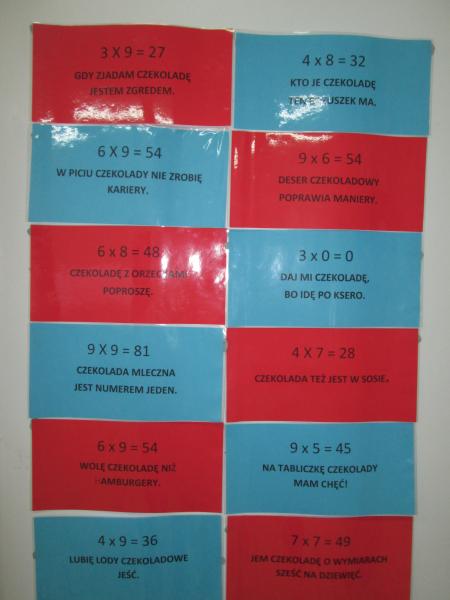 3 X 9 = 27
GDY ZJADAM CZEKOLADĘ
JESTEM ZGREDEM.
4 x 8 = 32
KTO JE CZEKOLADĘ
TEN MA.
6 X 9 = 54
W PICIU CZEKOLADY NIE ZROBIĘ
KARIERY.
9 x 6 = 54
DESER CZEKOLADOWY
POPRAWIA MANIERY.
6 x 8 = 48
CZEKOLADĘ Z ORZECHAMI
POPROSZĘ.
3 x 0 = 0
DAJ MI CZEKOLADĘ,
BO IDĘ PO KSERO.
9 X 9 = 81
CZEKOLADA MLECZNA
JEST NUMEREM JEDEN.
4 X 7 = 28
CZEKOLADA TEŻ JEST W SOSIE.
6 x 9 = 54
WOLĘ CZEKOLADĘ NIŻ
HAMBURGERY.
9 x 5 = 45
NA TABLICZKĘ CZEKOLADY
MAM CHĘĆ!
4 x 9 = 36
LUBIĘ LODY CZEKOLADOWE
JEŚĆ.
7 x 7 = 49
JEM CZEKOLADĘ O WYMIARACH
SZEŚĆ NA DZIEWIĘĆ.